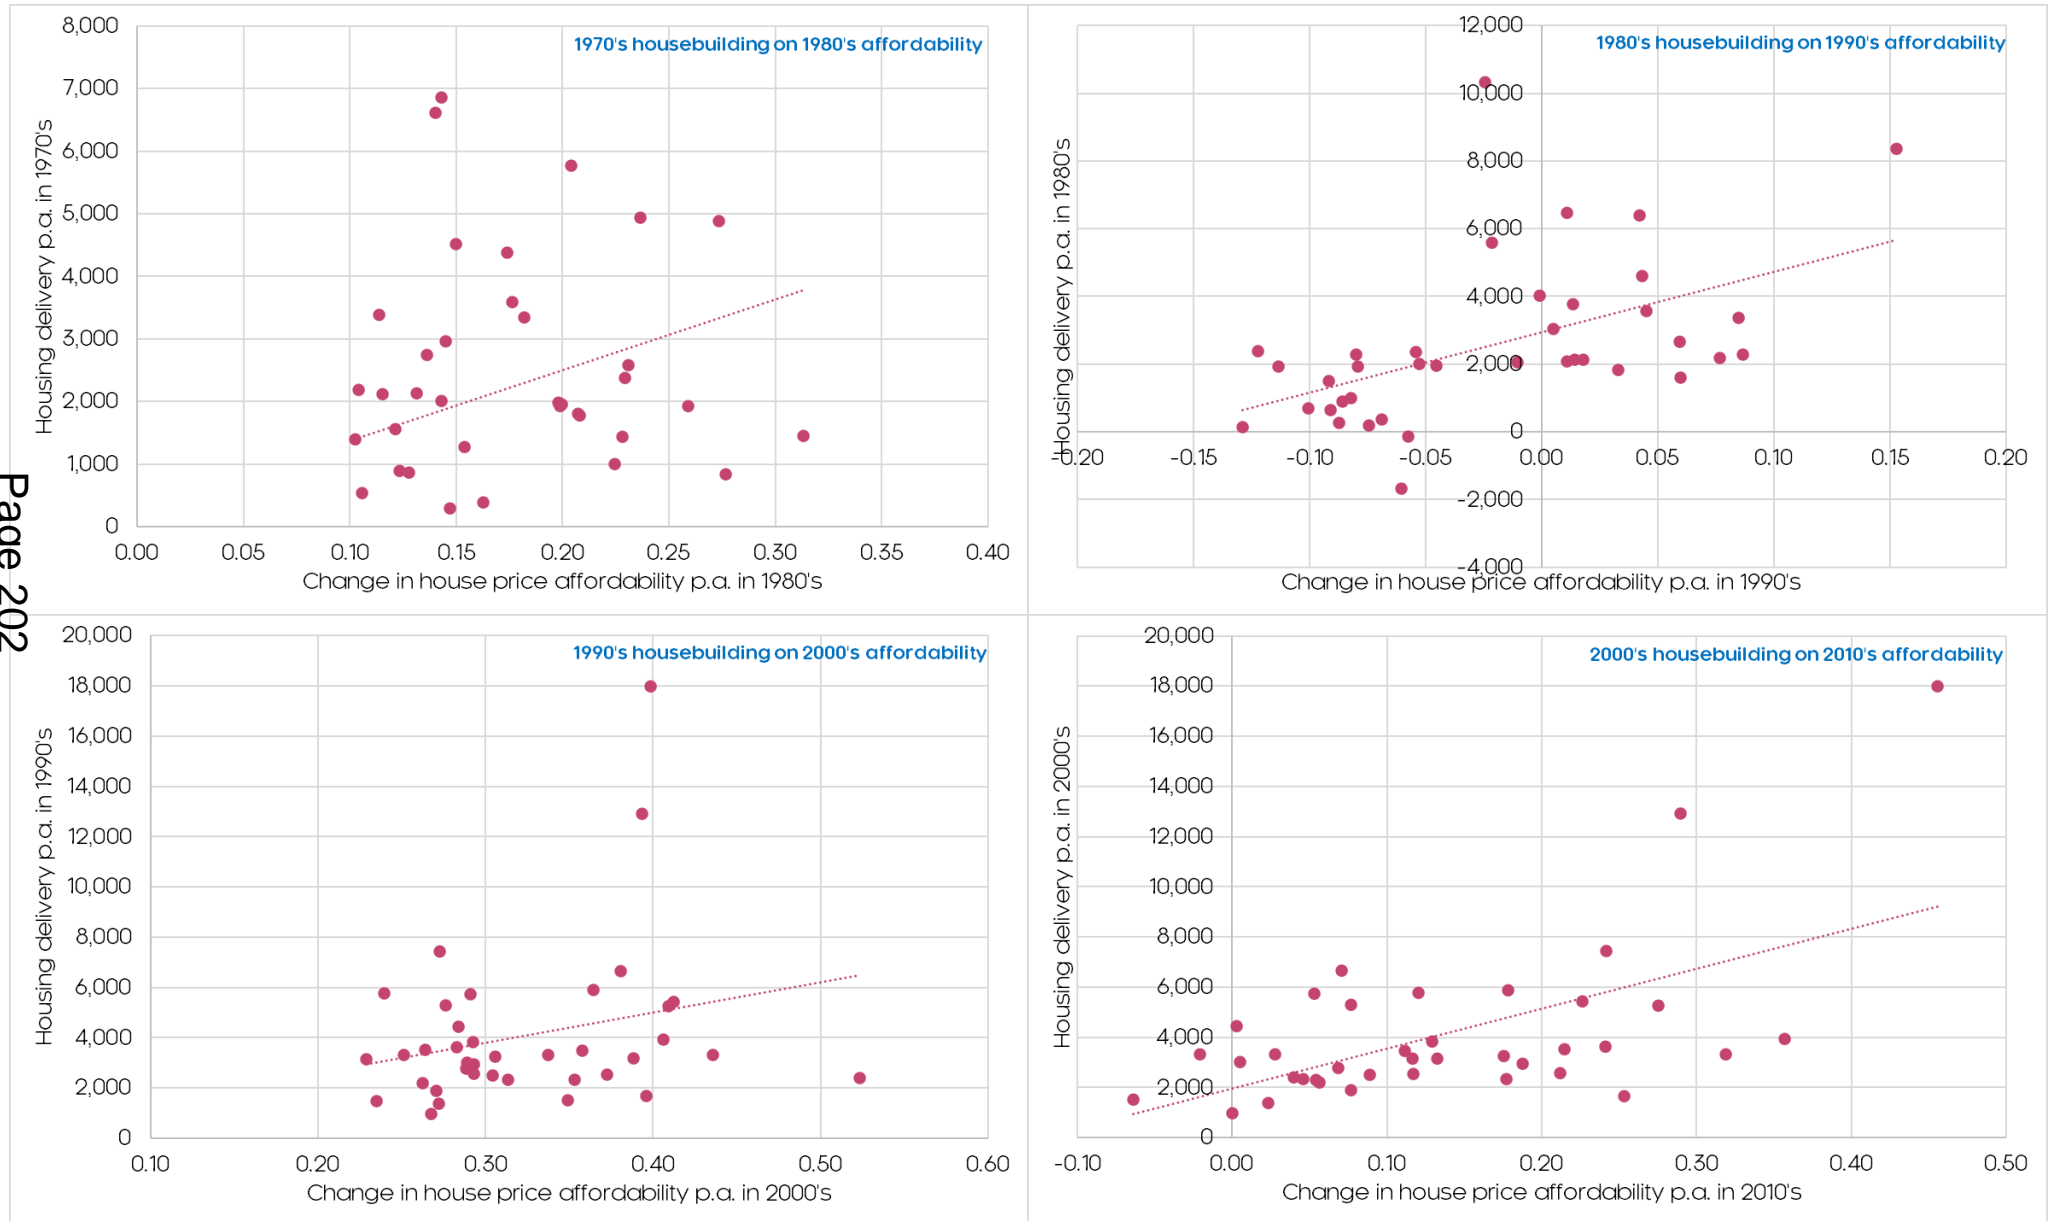 1970's housebuilding on 1980's affordability
8,000
7,000
6,000
5,000
4,000
3,000
2,000
1,000
0
0.00 0.05 0.10 0.15 0.20 0.25 0.30 0.35 0.40
Housing delivery p.a. in 1970's
Change in house price affordability p.a. in 1980's
1980's housebuilding on 1990's affordability
12,000
10,000
8,000
6,000
4,000
2,000
0
-2,000
-4,000
-0.20 -0.15 -0.10 -0.05 0.00 0.05 0.10 0.15 0.20
Housing delivery p.a. in 1980's
Change in house price affordability p.a. in 1990's
Page 202
1990's housebuilding on 2000's affordability
20,000
18,000
16,000
14,000
12,000
10,000
8,000
6,000
4,000
2,000
0
0.10 0.20 0.30 0.40 0.50 0.60
Housing delivery p.a. in 1990's
Change in house price affordability p.a. in 2000's
2000's housebuilding on 2010's affordability
20,000
18,000
16,000
14,000
12,000
10,000
8,000
6,000
4,000
2,000
0
-0.10 0.00 0.10 0.20 0.30 0.40 0.50
Housing delivery p.a. in 2000's
Change in house price affordability p.a. in 2010's